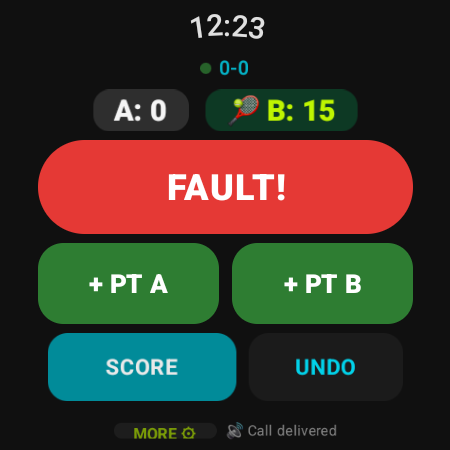 12:23
0-0
A: 0 B: 15
FAULT!
+ PT A + PT B
SCORE UNDO
MORE Call delivered